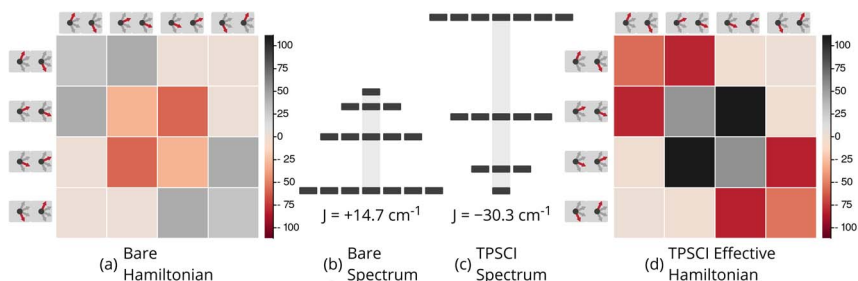 100
75
50
25
0
25
50
75
100
J = +14.7 cm⁻¹
J = −30.3 cm⁻¹
100
75
50
25
0
25
50
75
100
(a) Bare
Hamiltonian
(b) Bare
Spectrum
(c) TPSCI
Spectrum
(d) TPSCI Effective
Hamiltonian